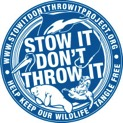 WWW.STOWITDONTTHROWITPROJECT.ORG
STOW IT
DON'T
THROW IT
HELP KEEP OUR WILDLIFE TANGLE FREE